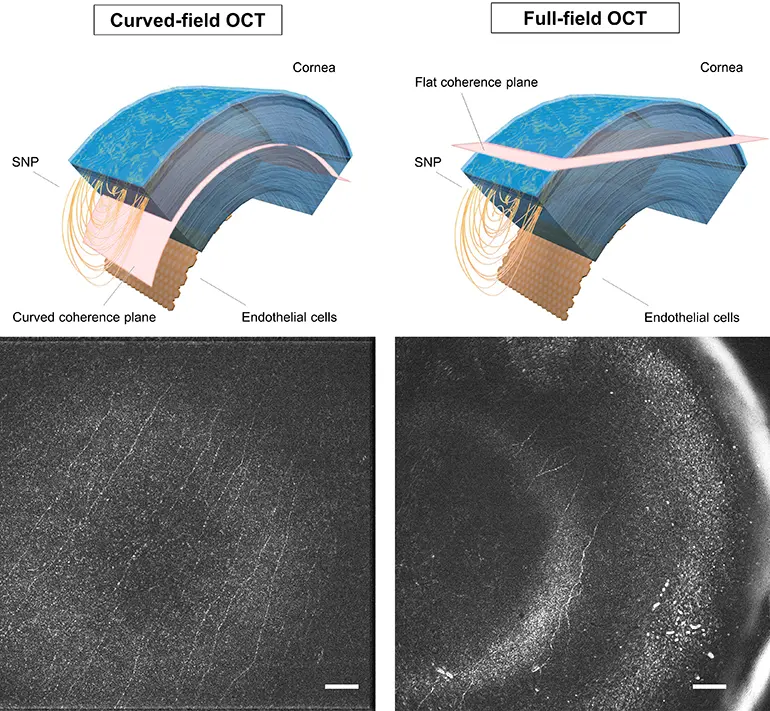 Curved-field OCT
Full-field OCT
Cornea
SNP
Curved coherence plane
Endothelial cells
Cornea
Flat coherence plane
SNP
Endothelial cells